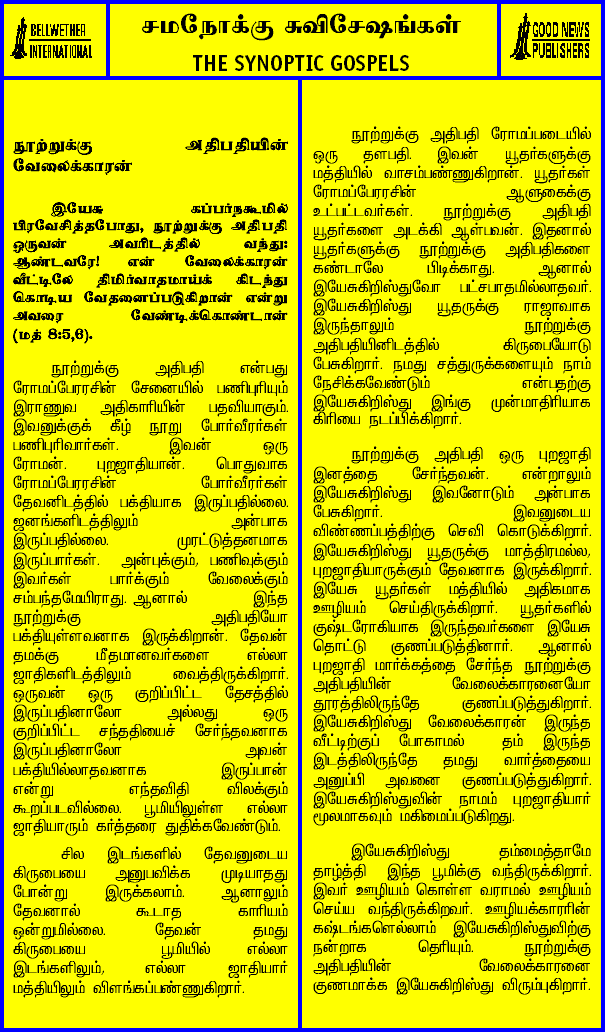 BELLWETHER
INTERNATIONAL
சமநோக்கு சுவிசேஷங்கள்
THE SYNOPTIC GOSPELS
GOOD NEWS
PUBLISHERS
நூற்றுக்கு அதிபதியின்
வேலைக்காரன்
இயேசு கப்பர்நகூமில்
பிரவேசித்தபோது, நூற்றுக்கு அதிபதி
ஒருவன் அவரிடத்தில் வந்து:
ஆண்டவரே! என் வேலைக்காரன்
வீட்டிலே திமிர்வாதமாய்க் கிடந்து
கொடிய வேதனைப்படுகிறான் என்று
அவரை வேண்டிக்கொண்டான்
(மத் 8:5,6).
நூற்றுக்கு அதிபதி என்பது
ரோமப்பேரரசின் சேனையில் பணிபுரியும்
இராணுவ அதிகாரியின் பதவியாகும்.
இவனுக்குக் கீழ் நூறு போர்வீரர்கள்
பணிபுரிவார்கள். இவன் ஒரு
ரோமன். புறஜாதியான். பொதுவாக
ரோமப்பேரரசின் போர்வீரர்கள்
தேவனிடத்தில் பக்தியாக இருப்பதில்லை.
ஜனங்களிடத்திலும் அன்பாக
இருப்பதில்லை. முரட்டுத்தனமாக
இருப்பார்கள். அன்புக்கும், பணிவுக்கும்
இவர்கள் பார்க்கும் வேலைக்கும்
சம்பந்தமேயிராது. ஆனால் இந்த
நூற்றுக்கு அதிபதியோ
பக்தியுள்ளவனாக இருக்கிறான். தேவன்
தமக்கு மீதமானவர்களை எல்லா
ஜாதிகளிடத்திலும் வைத்திருக்கிறார்.
ஒருவன் ஒரு குறிப்பிட்ட தேசத்தில்
இருப்பதினாலோ அல்லது ஒரு
குறிப்பிட்ட சந்ததியைச் சேர்ந்தவனாக
இருப்பதினாலோ அவன்
பக்தியில்லாதவனாக இருப்பான்
என்று எந்தவிதி விலக்கும்
கூறப்படவில்லை. பூமியிலுள்ள எல்லா
ஜாதியாரும் கர்த்தரை துதிக்கவேண்டும்.
சில இடங்களில் தேவனுடைய
கிருபையை அனுபவிக்க முடியாதது
போன்று இருக்கலாம். ஆனாலும்
தேவனால் கூடாத காரியம்
ஒன்றுமில்லை. தேவன் தமது
கிருபையை பூமியில் எல்லா
இடங்களிலும், எல்லா ஜாதியார்
மத்தியிலும் விளங்கப்பண்ணுகிறார்.
நூற்றுக்கு அதிபதி ரோமப்படையில்
ஒரு தளபதி. இவன் யூதர்களுக்கு
மத்தியில் வாசம்பண்ணுகிறான். யூதர்கள்
ரோமப்பேரரசின் ஆளுகைக்கு
உட்பட்டவர்கள். நூற்றுக்கு அதிபதி
யூதர்களை அடக்கி ஆள்பவன். இதனால்
யூதர்களுக்கு நூற்றுக்கு அதிபதிகளை
கண்டாலே பிடிக்காது. ஆனால்
இயேசுகிறிஸ்துவோ பட்சபாதமில்லாதவர்.
இயேசுகிறிஸ்து யூதருக்கு ராஜாவாக
இருந்தாலும் நூற்றுக்கு
அதிபதியினிடத்தில் கிருபையோடு
பேசுகிறார். நமது சத்துருக்களையும் நாம்
நேசிக்கவேண்டும் என்பதற்கு
இயேசுகிறிஸ்து இங்கு முன்மாதிரியாக
கிரியை நடப்பிக்கிறார்.
நூற்றுக்கு அதிபதி ஒரு புறஜாதி
இனத்தை சேர்ந்தவன். என்றாலும்
இயேசுகிறிஸ்து இவனோடும் அன்பாக
பேசுகிறார். இவனுடைய
விண்ணப்பத்திற்கு செவி கொடுக்கிறார்.
இயேசுகிறிஸ்து யூதருக்கு மாத்திரமல்ல,
புறஜாதியாருக்கும் தேவனாக இருக்கிறார்.
இயேசு யூதர்கள் மத்தியில் அதிகமாக
ஊழியம் செய்திருக்கிறார். யூதர்களில்
குஷ்டரோகியாக இருந்தவர்களை இயேசு
தொட்டு குணப்படுத்தினார். ஆனால்
புறஜாதி மார்க்கத்தை சேர்ந்த நூற்றுக்கு
அதிபதியின் வேலைக்காரனையோ
தூரத்திலிருந்தே குணப்படுத்துகிறார்.
இயேசுகிறிஸ்து வேலைக்காரன் இருந்த
வீட்டிற்குப் போகாமல் தம் இருந்த
இடத்திலிருந்தே தமது வார்த்தையை
அனுப்பி அவனை குணப்படுத்துகிறார்.
இயேசுகிறிஸ்துவின் நாமம் புறஜாதியார்
மூலமாகவும் மகிமைப்படுகிறது.
இயேசுகிறிஸ்து தம்மைத்தாமே
தாழ்த்தி இந்த பூமிக்கு வந்திருக்கிறார்.
இவர் ஊழியம் கொள்ள வராமல் ஊழியம்
செய்ய வந்திருக்கிறவர். ஊழியக்காரரின்
கஷ்டங்களெல்லாம் இயேசுகிறிஸ்துவிற்கு
நன்றாக தெரியும். நூற்றுக்கு
அதிபதியின் வேலைக்காரனை
குணமாக்க இயேசுகிறிஸ்து விரும்புகிறார்.